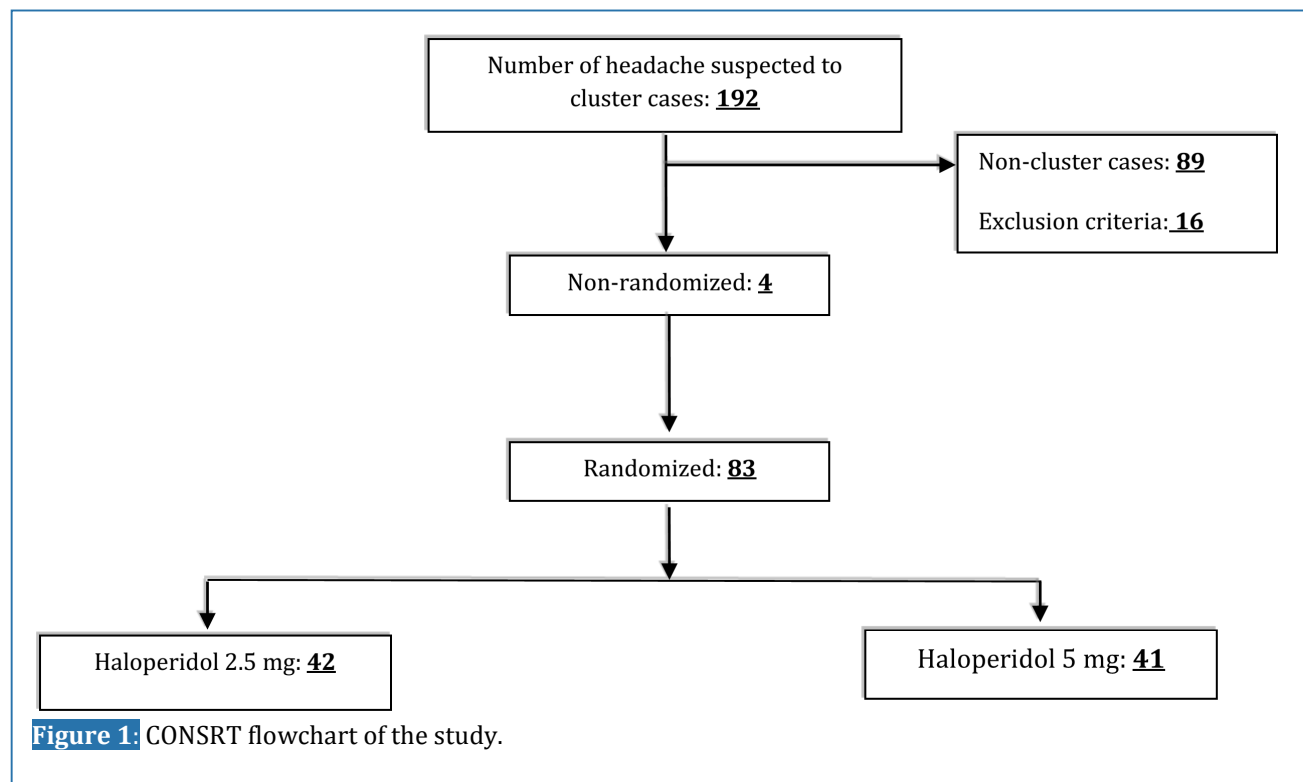 Number of headache suspected to
cluster cases: 192
Non-cluster cases: 89
Exclusion criteria: 16
Non-randomized: 4
Randomized: 83
Haloperidol 2.5 mg: 42
Haloperidol 5 mg: 41
Figure 1: CONSRT flowchart of the study.